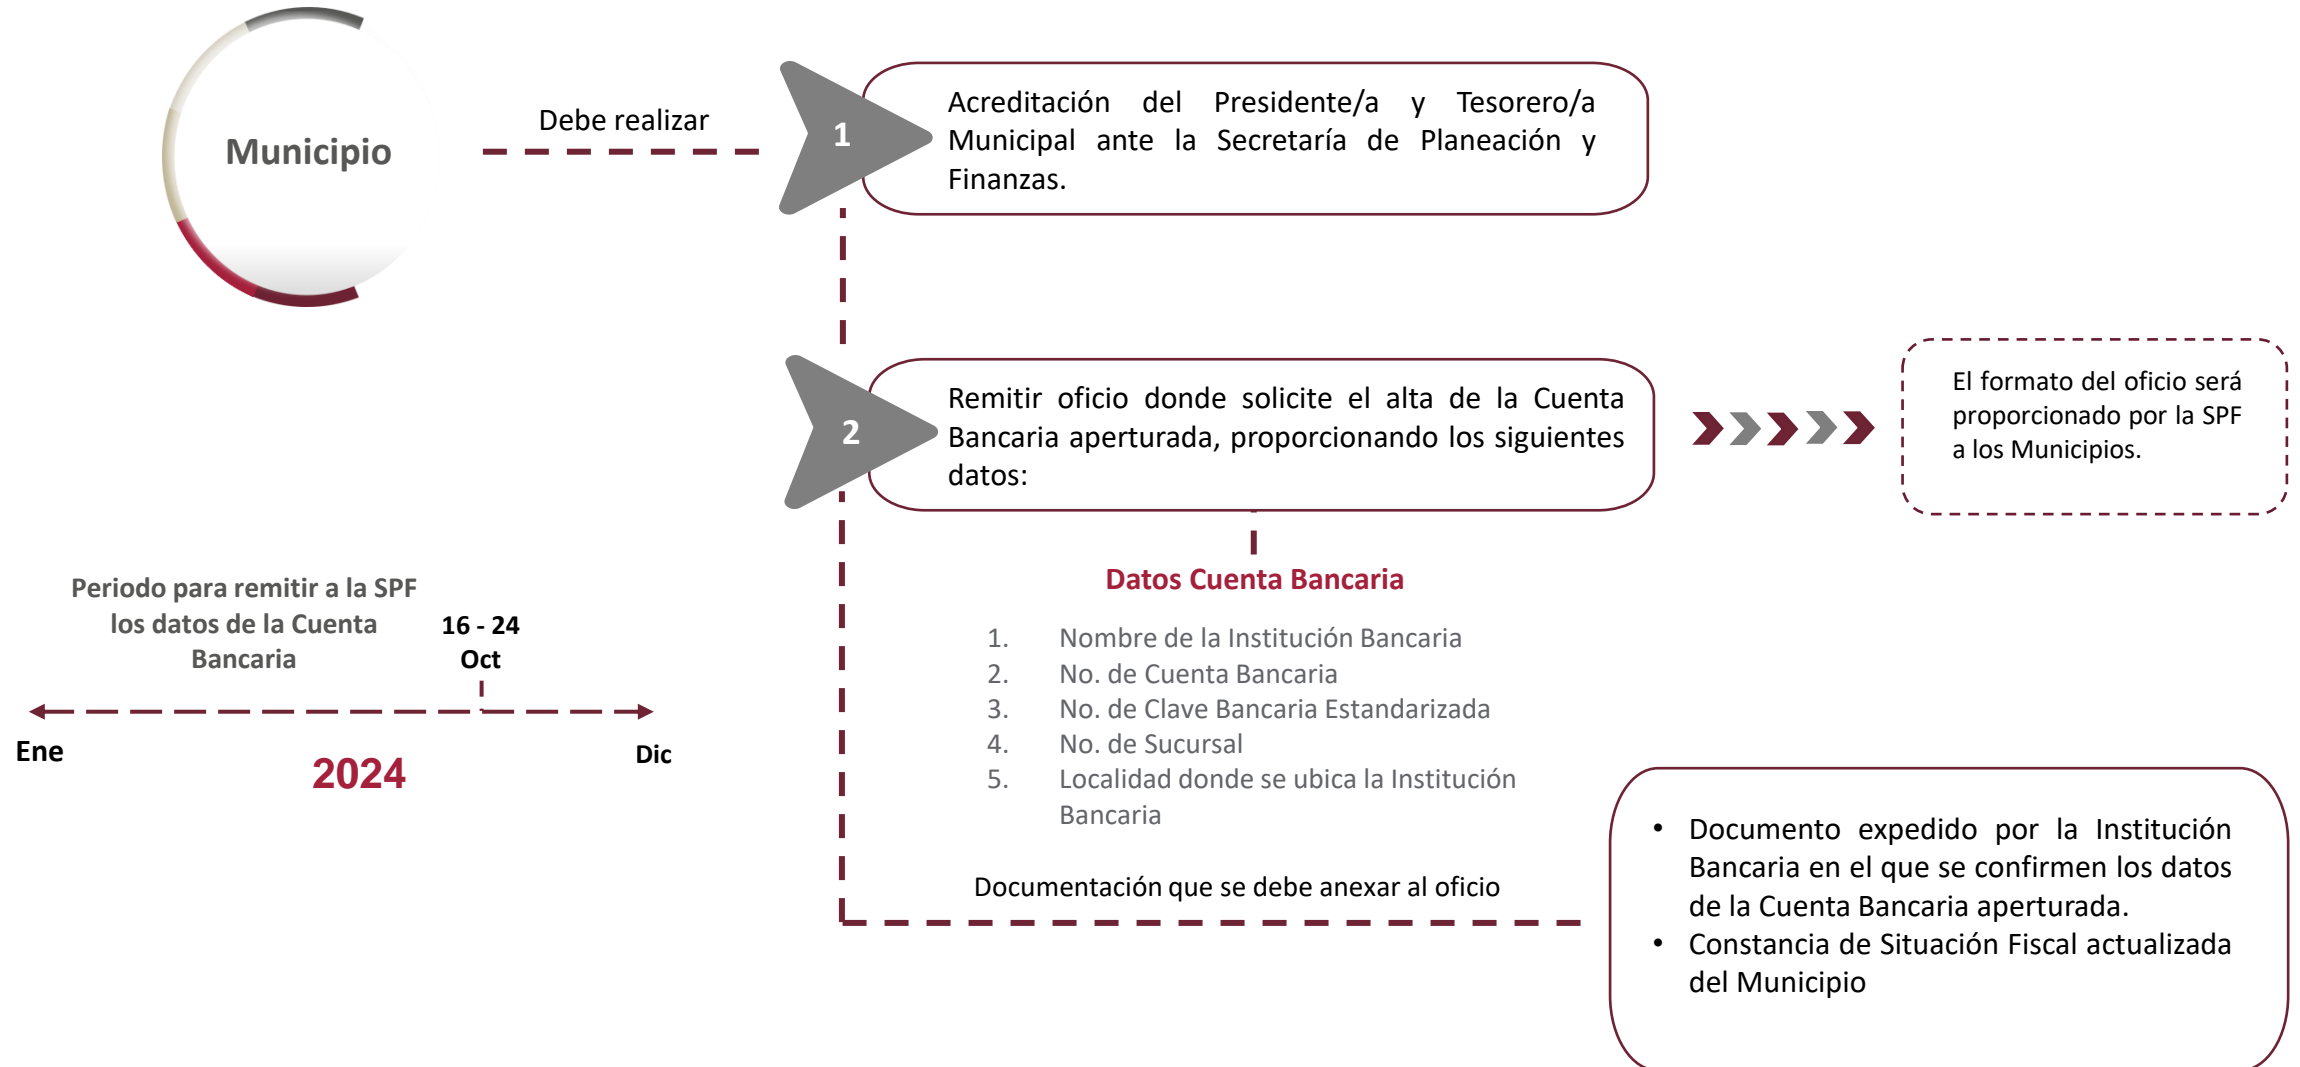 Municipio
Debe realizar
1
Acreditación del Presidente/a y Tesorero/a
Municipal ante la Secretaría de Planeación y
Finanzas.
2
Remitir oficio donde solicite el alta de la Cuenta
Bancaria aperturada, proporcionando los siguientes
datos:
El formato del oficio será
proporcionado por la SPF
a los Municipios.
Datos Cuenta Bancaria
1. Nombre de la Institución Bancaria
2. No. de Cuenta Bancaria
3. No. de Clave Bancaria Estandarizada
4. No. de Sucursal
5. Localidad donde se ubica la Institución
Bancaria
Periodo para remitir a la SPF
los datos de la Cuenta
Bancaria
16 - 24
Oct
Ene
2024
Dic
Documentación que se debe anexar al oficio
• Documento expedido por la Institución
Bancaria en el que se confirmen los datos
de la Cuenta Bancaria aperturada.
• Constancia de Situación Fiscal actualizada
del Municipio